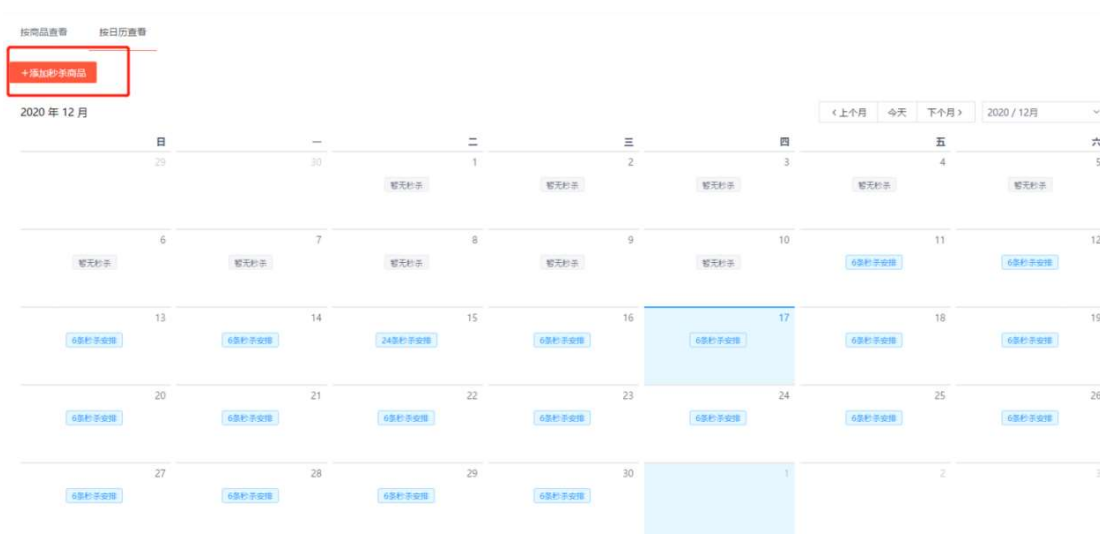 按商品查看 按日历查看
+添加秒杀商品
2020 年 12 月 <上个月 今天 下个月> 2020 / 12月
日 一 二 三 四 五 六
29 30 1 2 3 4 5
暂无秒杀 暂无秒杀 暂无秒杀 暂无秒杀 暂无秒杀
6 7 8 9 10 11 12
暂无秒杀 暂无秒杀 暂无秒杀 暂无秒杀 暂无秒杀 6条秒杀安排 6条秒杀安排
13 14 15 16 17 18 19
6条秒杀安排 6条秒杀安排 24条秒杀安排 6条秒杀安排 6条秒杀安排 6条秒杀安排 6条秒杀安排
20 21 22 23 24 25 26
6条秒杀安排 6条秒杀安排 6条秒杀安排 6条秒杀安排 6条秒杀安排 6条秒杀安排 6条秒杀安排
27 28 29 30 1 2 3
6条秒杀安排 6条秒杀安排 6条秒杀安排 6条秒杀安排